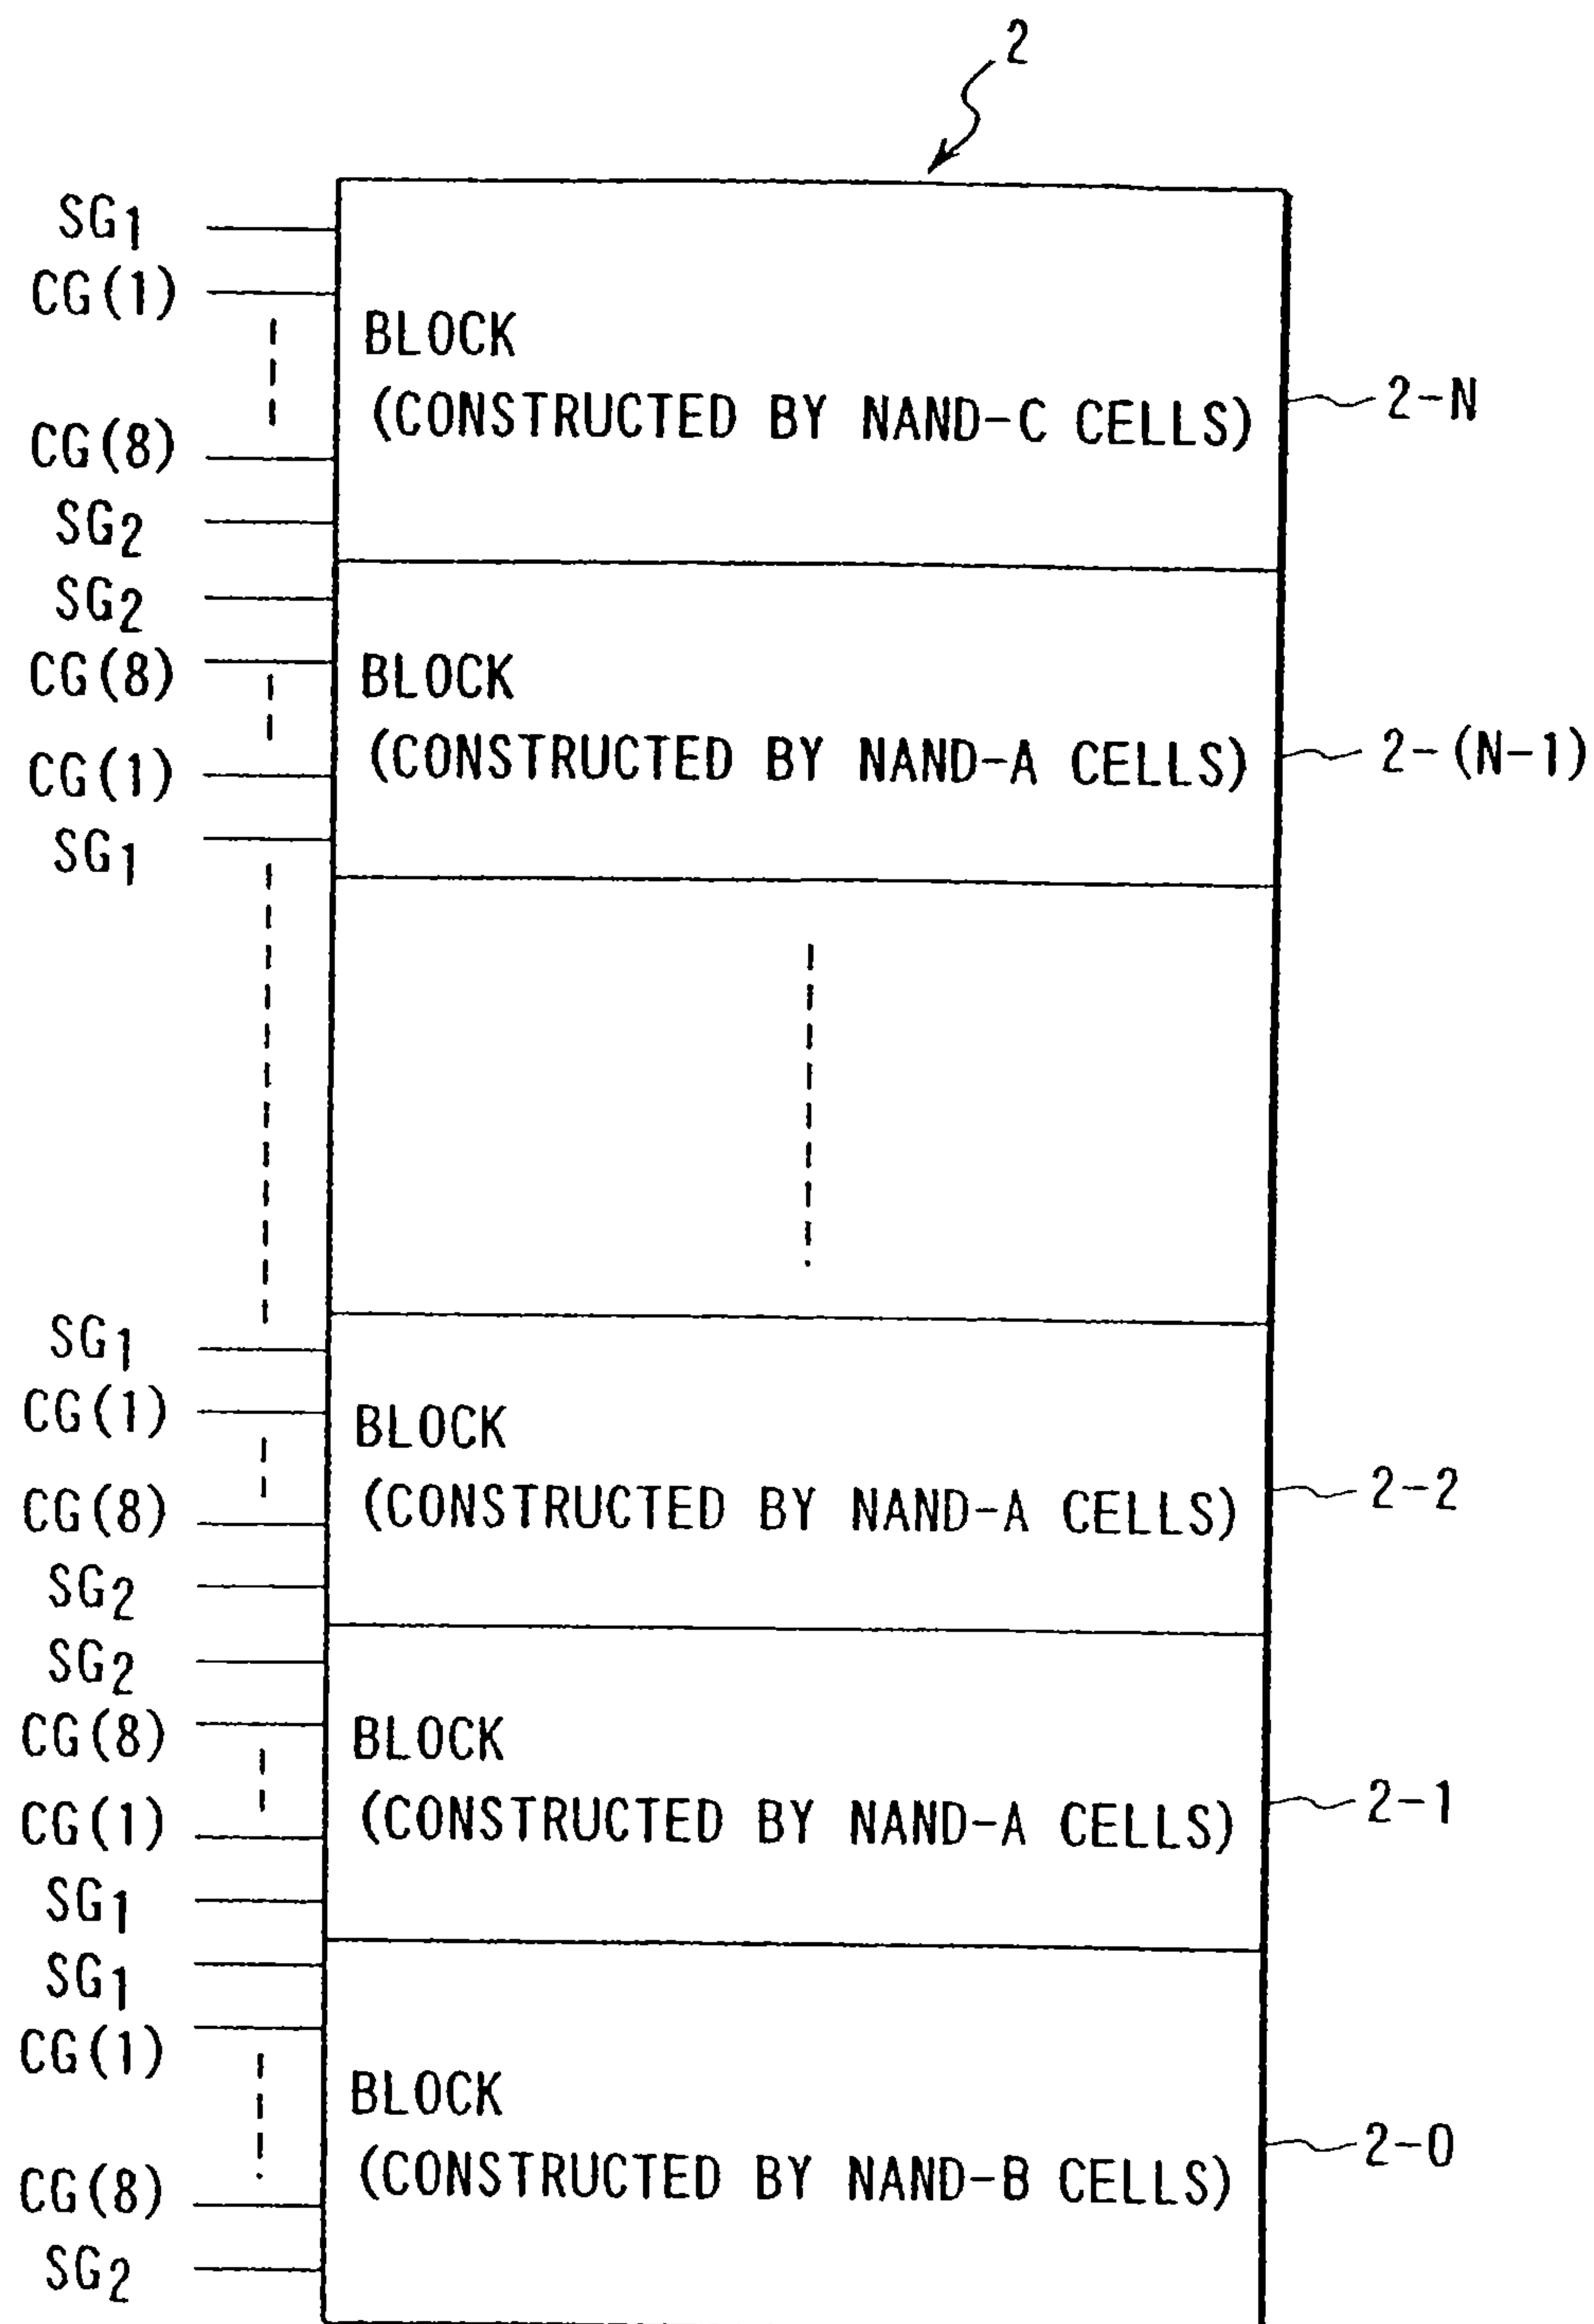 2
SG1
CG(1)
BLOCK
(CONSTRUCTED BY NAND-C CELLS)
2-N
CG(8)
SG2
SG2
CG(8)
BLOCK
(CONSTRUCTED BY NAND-A CELLS)
2-(N-1)
CG(1)
SG1
SG1
CG(1)
BLOCK
(CONSTRUCTED BY NAND-A CELLS)
2-2
CG(8)
SG2
SG2
CG(8)
BLOCK
(CONSTRUCTED BY NAND-A CELLS)
2-1
CG(1)
SG1
SG1
CG(1)
BLOCK
(CONSTRUCTED BY NAND-B CELLS)
2-0
CG(8)
SG2